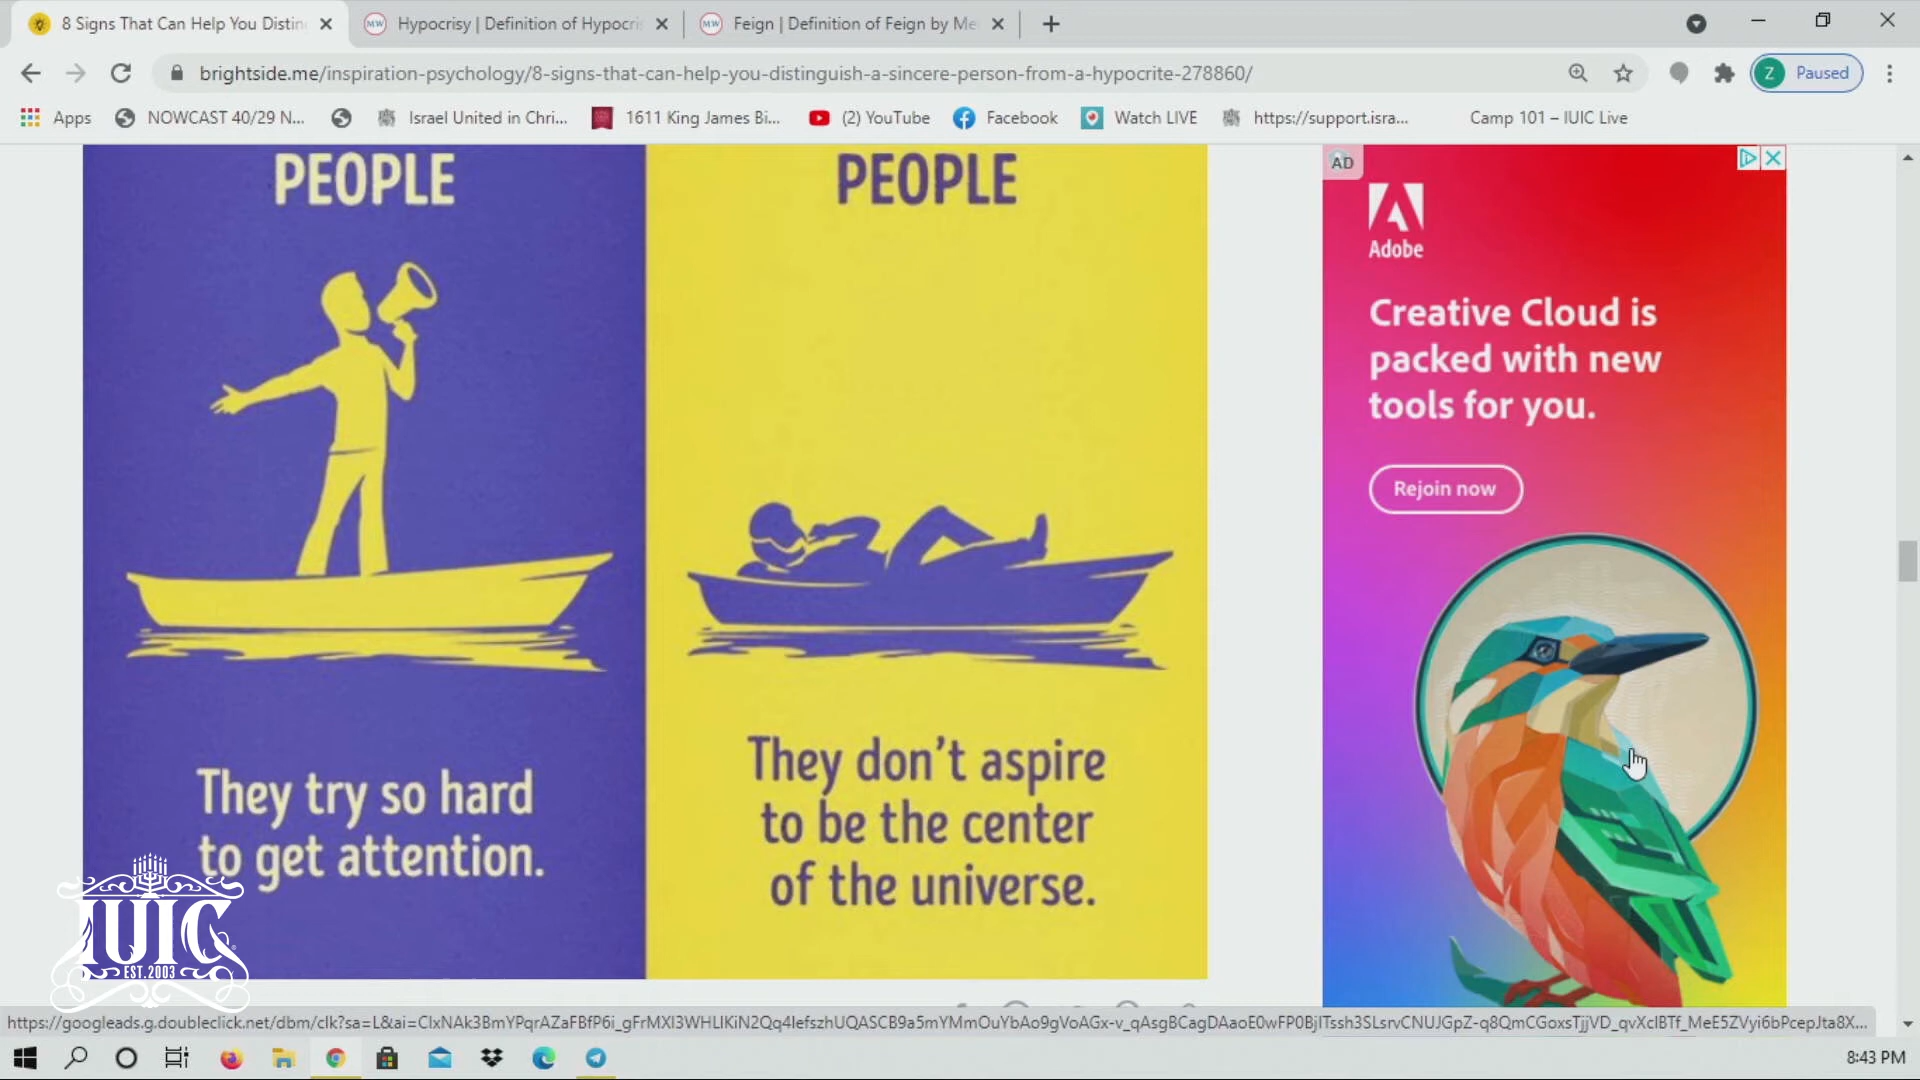 8 Signs That Can Help You Distin
Hypocrisy | Definition of Hypocri
Feign | Definition of Feign by Me
brightside.me/inspiration-psychology/8-signs-that-can-help-you-distinguish-a-sincere-person-from-a-hypocrite-278860/
Z Paused
Apps
NOWCAST 40/29 N...
Israel United in Chri...
1611 King James Bi...
(2) YouTube
Facebook
Watch LIVE
https://support.isra...
Camp 101 – IUIC Live
PEOPLE
They try so hard
to get attention.
PEOPLE
They don't aspire
to be the center
of the universe.
AD
Adobe
Creative Cloud is
packed with new
tools for you.
Rejoin now
IUIC
EST. 2003
8:43 PM